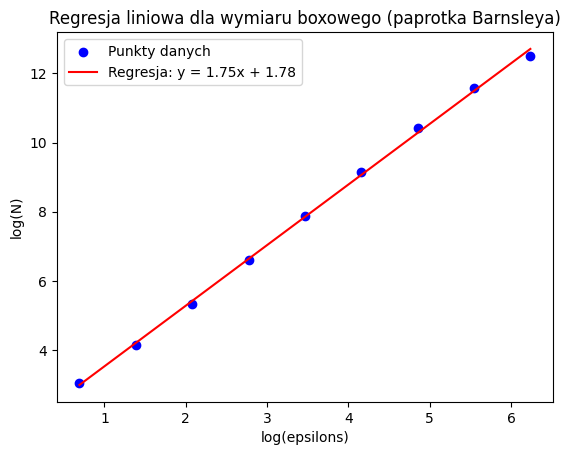 Regresja liniowa dla wymiaru boxowego (paprotka Barnsleya)
Punkty danych
Regresja: y = 1.75x + 1.78
12
10
8
6
4
log(N)
1 2 3 4 5 6
log(epsilons)